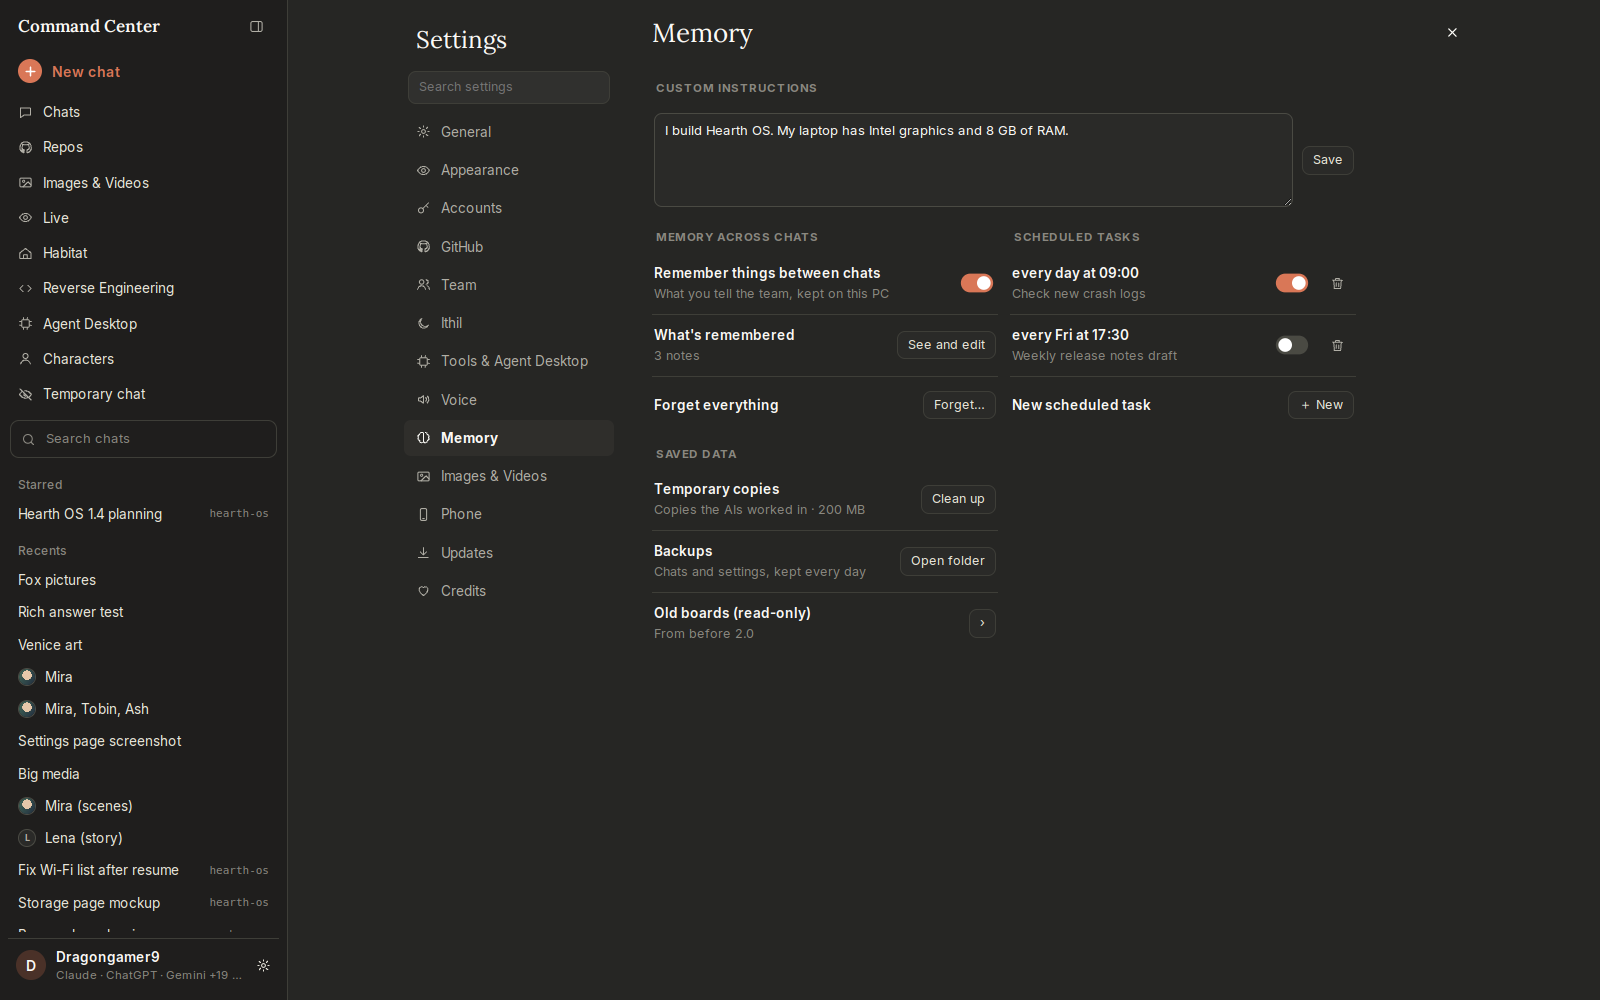 Command Center
New chat
Chats
Repos
Images & Videos
Live
Habitat
Reverse Engineering
Agent Desktop
Characters
Temporary chat
Search chats
Starred
Hearth OS 1.4 planning hearth-os
Recents
Fox pictures
Rich answer test
Venice art
Mira
Mira, Tobin, Ash
Settings page screenshot
Big media
Mira (scenes)
L Lena (story)
Fix Wi-Fi list after resume hearth-os
Storage page mockup hearth-os
D Dragongamer9
Claude · ChatGPT · Gemini +19 ...
Settings
Search settings
General
Appearance
Accounts
GitHub
Team
Ithil
Tools & Agent Desktop
Voice
Memory
Images & Videos
Phone
Updates
Credits
Memory
CUSTOM INSTRUCTIONS
I build Hearth OS. My laptop has Intel graphics and 8 GB of RAM.
Save
MEMORY ACROSS CHATS
Remember things between chats
What you tell the team, kept on this PC
What's remembered
3 notes
See and edit
Forget everything
Forget...
SCHEDULED TASKS
every day at 09:00
Check new crash logs
every Fri at 17:30
Weekly release notes draft
New scheduled task
+ New
SAVED DATA
Temporary copies
Copies the AIs worked in · 200 MB
Clean up
Backups
Chats and settings, kept every day
Open folder
Old boards (read-only)
From before 2.0